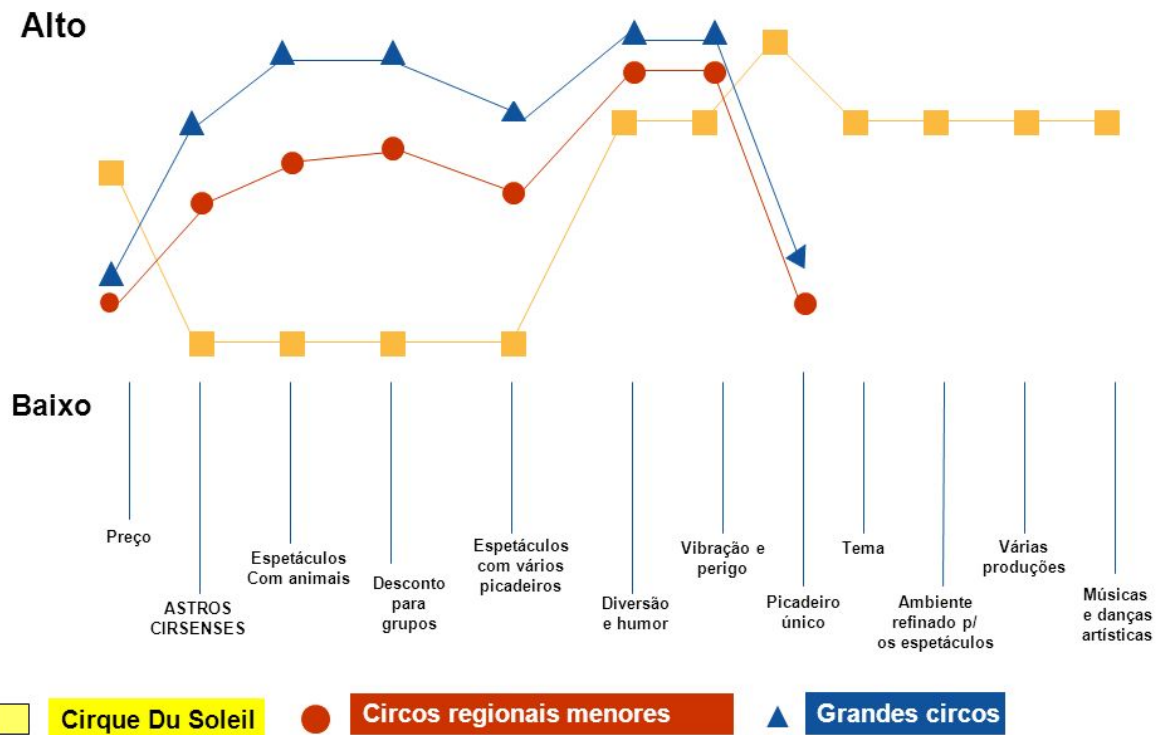 Alto
Baixo
Preço
ASTROS
CIRSENSES
Espetáculos
Com animais
Desconto
para
grupos
Espetáculos
com vários
picadeiros
Diversão
e humor
Vibração e
perigo
Picadeiro
único
Tema
Ambiente
refinado p/
os espetáculos
Várias
produções
Músicas
e danças
artísticas
Cirque Du Soleil
Circos regionais menores
Grandes circos